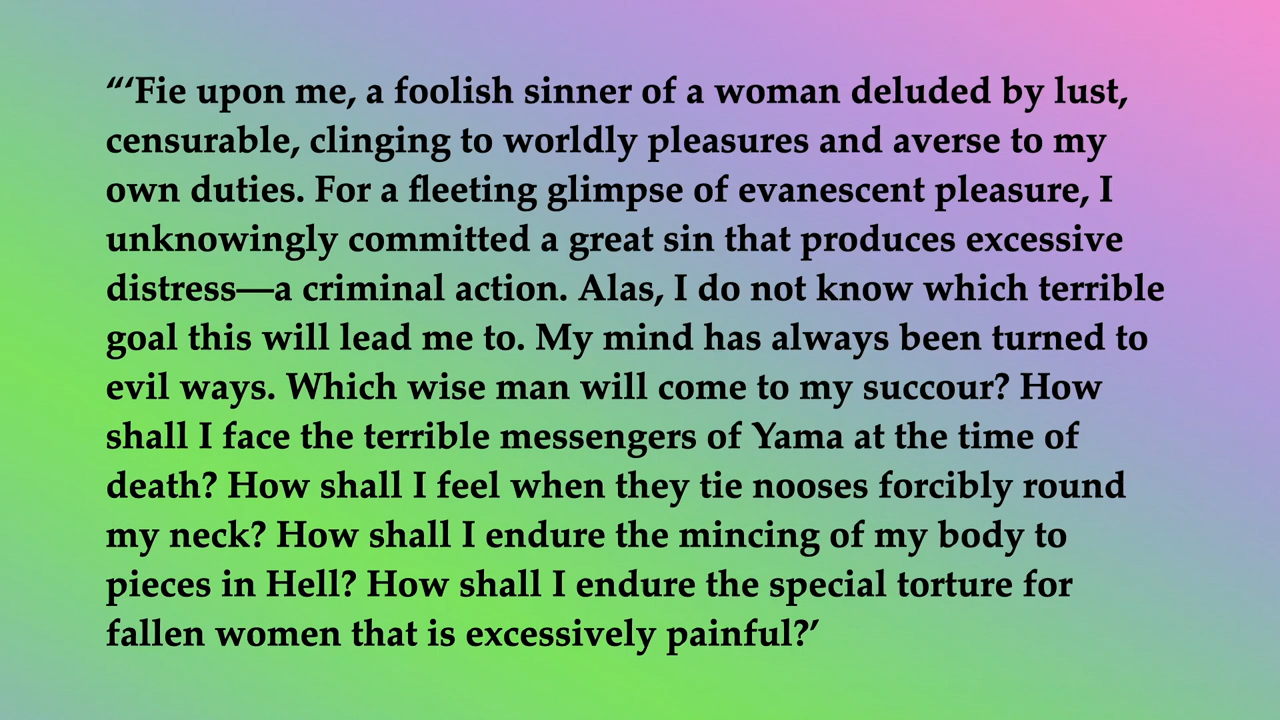 “‘Fie upon me, a foolish sinner of a woman deluded by lust,
censurable, clinging to worldly pleasures and averse to my
own duties. For a fleeting glimpse of evanescent pleasure, I
unknowingly committed a great sin that produces excessive
distress—a criminal action. Alas, I do not know which terrible
goal this will lead me to. My mind has always been turned to
evil ways. Which wise man will come to my succour? How
shall I face the terrible messengers of Yama at the time of
death? How shall I feel when they tie nooses forcibly round
my neck? How shall I endure the mincing of my body to
pieces in Hell? How shall I endure the special torture for
fallen women that is excessively painful?’